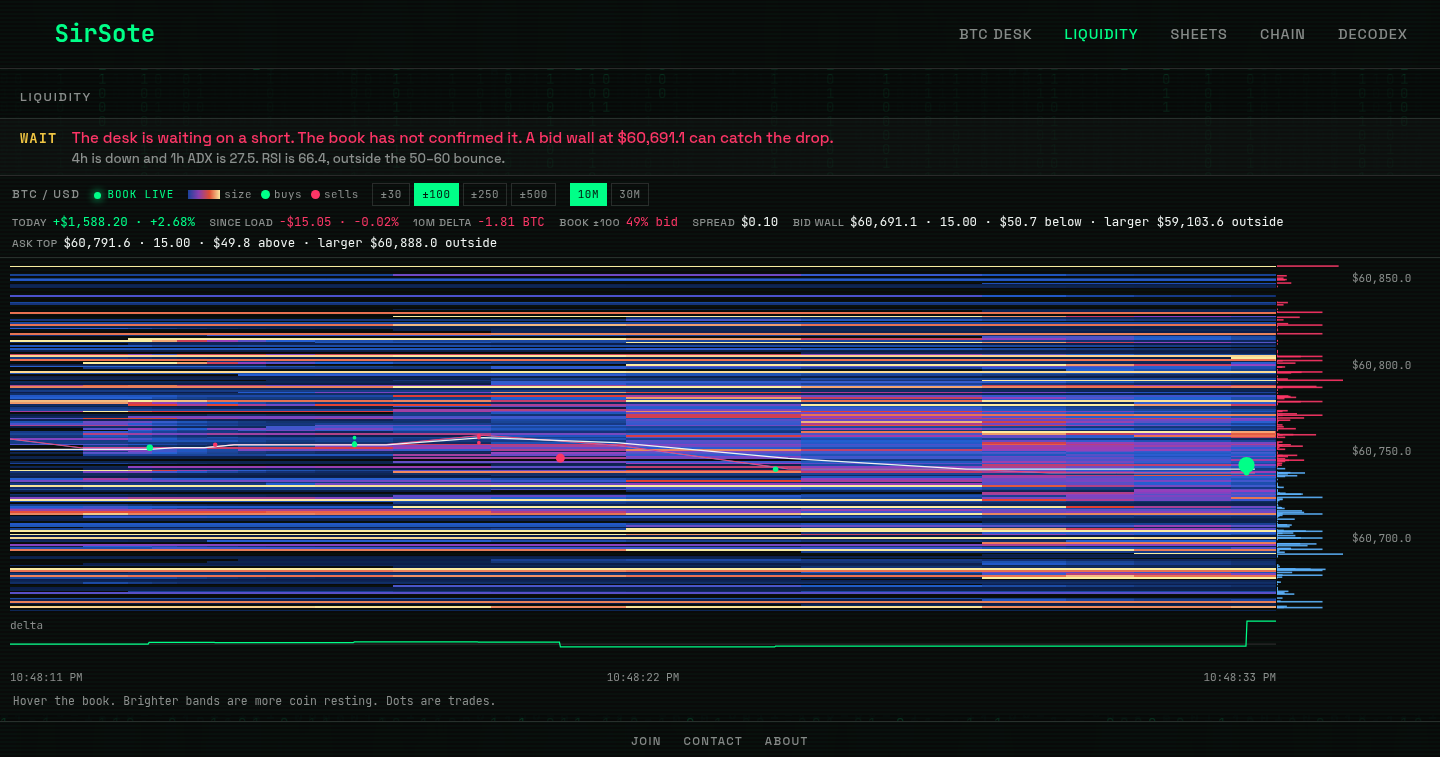 SirSote
BTC DESK LIQUIDITY SHEETS CHAIN DECODEX
LIQUIDITY
WAIT The desk is waiting on a short. The book has not confirmed it. A bid wall at $60,691.1 can catch the drop.
4h is down and 1h ADX is 27.5. RSI is 66.4, outside the 50–60 bounce.
BTC / USD BOOK LIVE size buys sells ±30 ±100 ±250 ±500 10M 30M
TODAY +$1,588.20 · +2.68% SINCE LOAD -$15.05 · -0.02% 10M DELTA -1.81 BTC BOOK ±100 49% bid SPREAD $0.10 BID WALL $60,691.1 · 15.00 · $50.7 below · larger $59,103.6 outside
ASK TOP $60,791.6 · 15.00 · $49.8 above · larger $60,888.0 outside
$60,850.0
$60,800.0
$60,750.0
$60,700.0
delta
10:48:11 PM 10:48:22 PM 10:48:33 PM
Hover the book. Brighter bands are more coin resting. Dots are trades.
JOIN CONTACT ABOUT